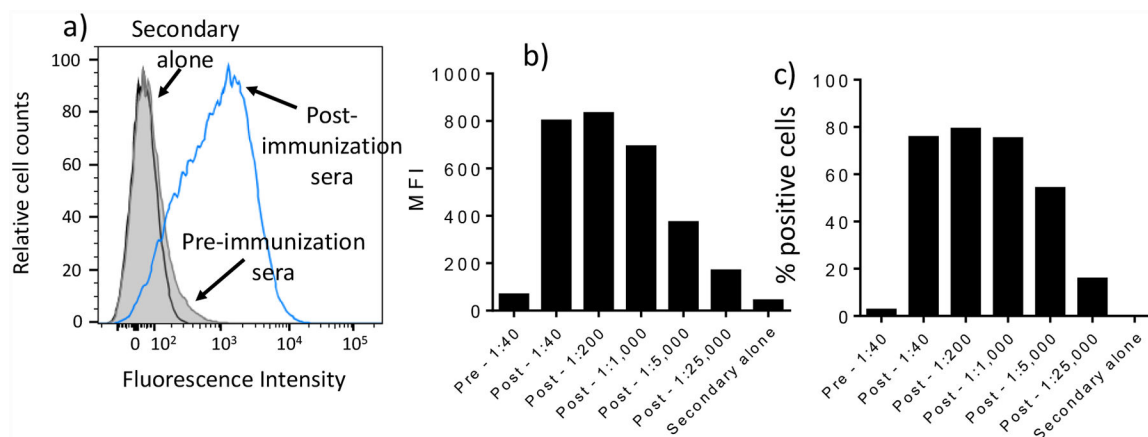 a)
Secondary
alone
Post-
immunization
sera
Pre-immunization
sera
Relative cell counts
100
80
60
40
20
0
0 10² 10³ 10⁴ 10⁵
Fluorescence Intensity
b)
MFI
1000
800
600
400
200
0
Pre - 1:40
Post - 1:40
Post - 1:200
Post - 1:1,000
Post - 1:5,000
Post - 1:25,000
Secondary alone
c)
% positive cells
100
80
60
40
20
0
Pre - 1:40
Post - 1:40
Post - 1:200
Post - 1:1,000
Post - 1:5,000
Post - 1:25,000
Secondary alone